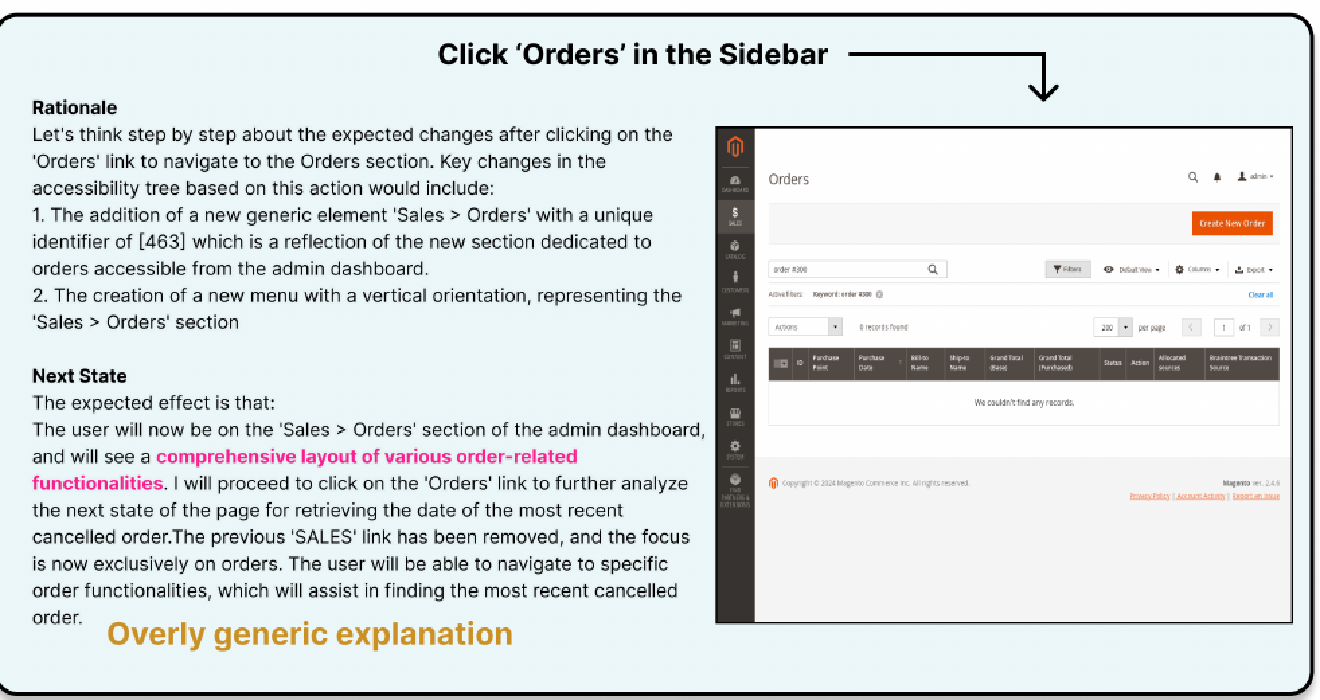 Click ‘Orders’ in the Sidebar
Rationale
Let's think step by step about the expected changes after clicking on the
'Orders' link to navigate to the Orders section. Key changes in the
accessibility tree based on this action would include:
1. The addition of a new generic element 'Sales > Orders' with a unique
identifier of [463] which is a reflection of the new section dedicated to
orders accessible from the admin dashboard.
2. The creation of a new menu with a vertical orientation, representing the
'Sales > Orders' section
Next State
The expected effect is that:
The user will now be on the 'Sales > Orders' section of the admin dashboard,
and will see a comprehensive layout of various order-related
functionalities. I will proceed to click on the 'Orders' link to further analyze
the next state of the page for retrieving the date of the most recent
cancelled order.The previous 'SALES' link has been removed, and the focus
is now exclusively on orders. The user will be able to navigate to specific
order functionalities, which will assist in finding the most recent cancelled
order.
Overly generic explanation
DASHBOARD
SALES
CATALOG
CUSTOMERS
MARKETING
CONTENT
REPORTS
STORES
SYSTEM
Orders
admin
Create New Order
order #300
Filters
Default View
Columns
Export
Active filters: Keyword: order #300
Clear all
Actions
0 records found
200 per page
1 of 1
ID
Purchase Point
Purchase Date
Bill-to Name
Ship-to Name
Grand Total (Base)
Grand Total (Purchased)
Status
Action
Allocated sources
Braintree Transaction Source
We couldn't find any records.
Copyright © 2024 Magento Commerce Inc. All rights reserved.
Magento ver. 2.4.6
Privacy Policy | Account Activity | Report an Issue